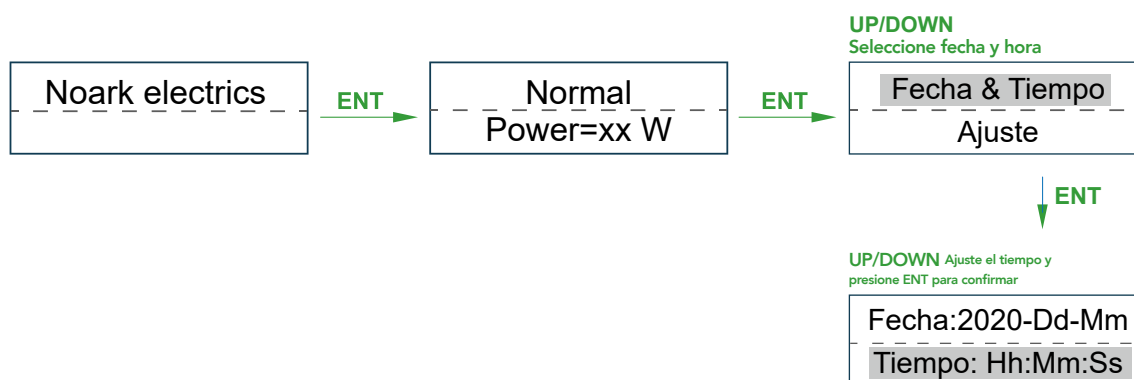 UP/DOWN
Seleccione fecha y hora
Noark electrics
ENT
Normal
Power=xx W
ENT
Fecha & Tiempo
Ajuste
ENT
UP/DOWN Ajuste el tiempo y
presione ENT para confirmar
Fecha:2020-Dd-Mm
Tiempo: Hh:Mm:Ss